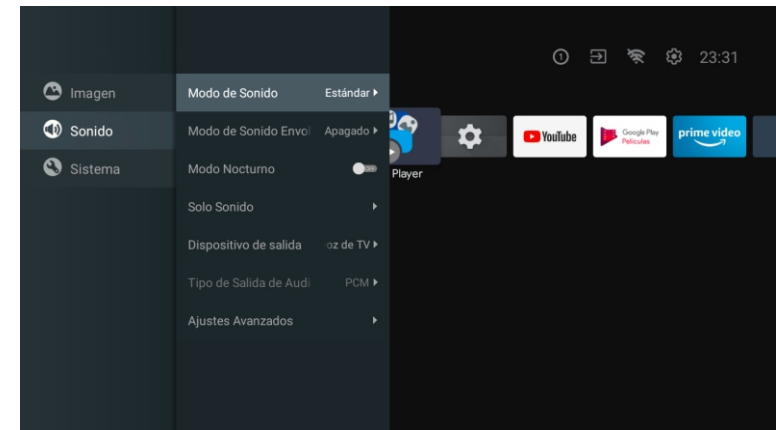 23:31
Imagen
Sonido
Sistema
Modo de Sonido Estándar
Modo de Sonido Envol Apagado
Modo Nocturno
Solo Sonido
Dispositivo de salida oz de TV
Tipo de Salida de Audi PCM
Ajustes Avanzados
Player
YouTube
Google Play
Películas
prime video